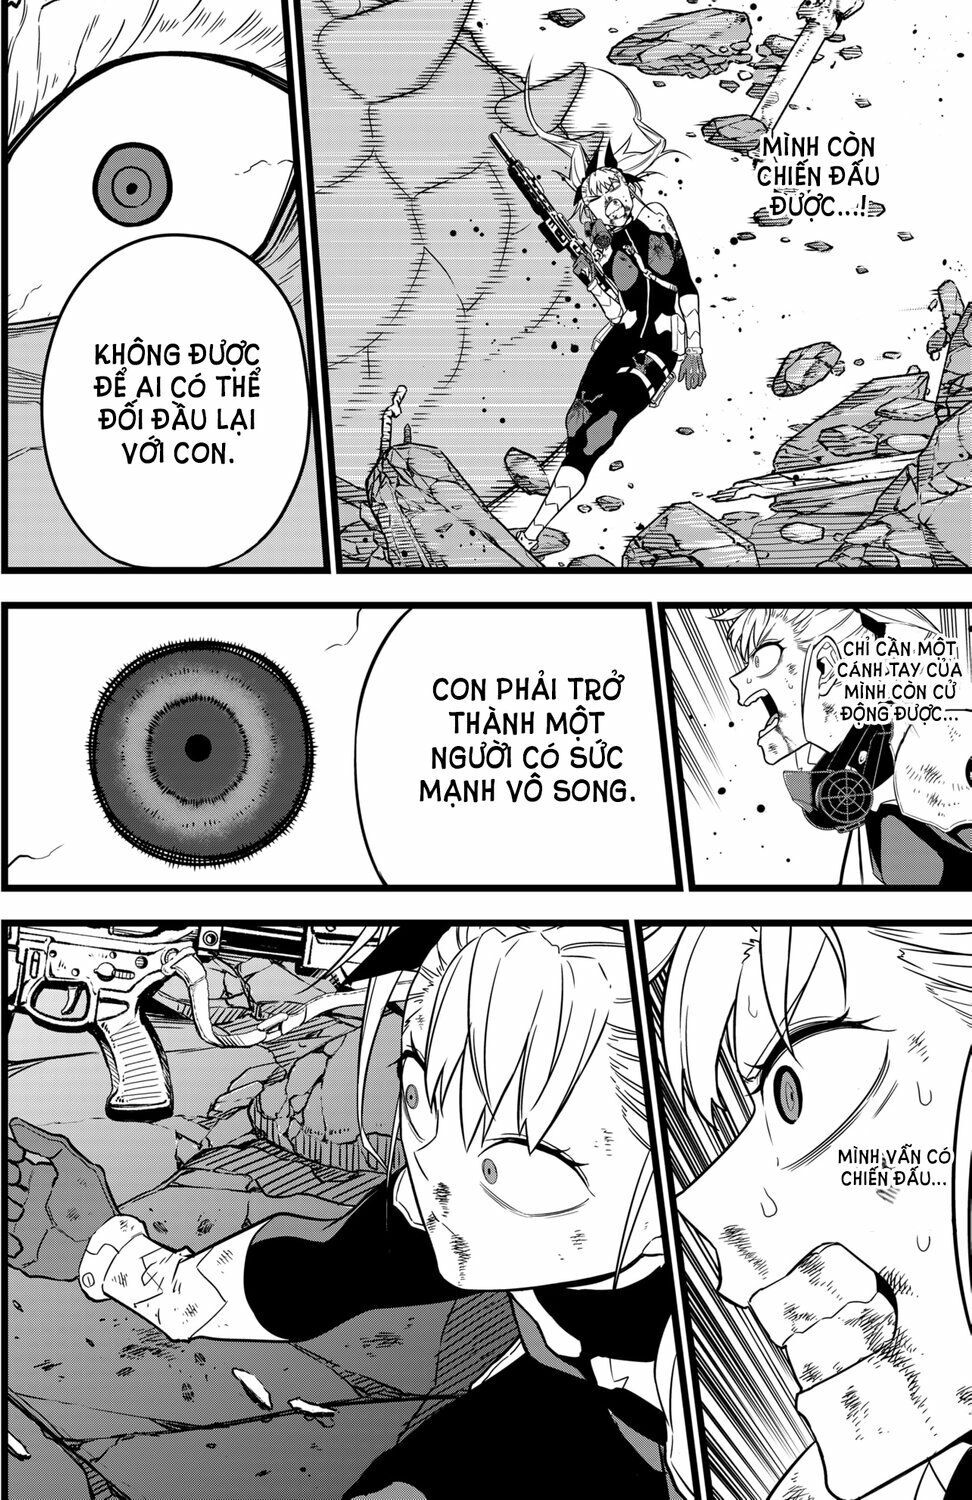 MÌNH CÒN
CHIẾN ĐẤU
ĐƯỢC...!
KHÔNG ĐƯỢC
ĐỂ AI CÓ THỂ
ĐỐI ĐẦU LẠI
VỚI CON.
CHỈ CẦN MỘT
CÁNH TAY CỦA
MÌNH CÒN CỬ
ĐỘNG ĐƯỢC...
CON PHẢI TRỞ
THÀNH MỘT
NGƯỜI CÓ SỨC
MẠNH VÔ SONG.
MÌNH VẪN CÓ
CHIẾN ĐẤU...